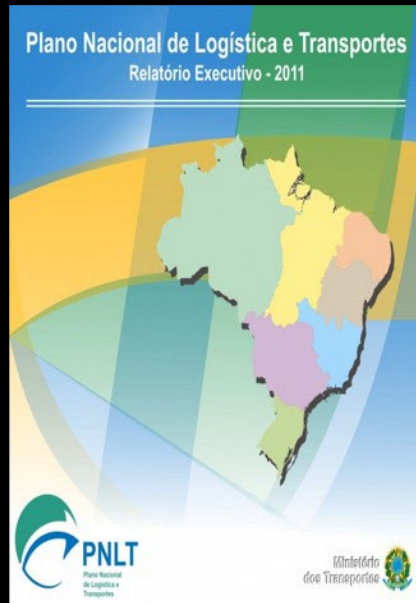 Plano Nacional de Logística e Transportes
Relatório Executivo - 2011
PNLT
Plano Nacional
de Logística e
Transportes
Ministério
dos Transportes